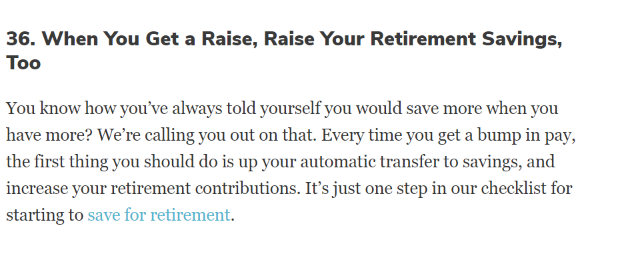 36. When You Get a Raise, Raise Your Retirement Savings,
Too
You know how you’ve always told yourself you would save more when you
have more? We’re calling you out on that. Every time you get a bump in pay,
the first thing you should do is up your automatic transfer to savings, and
increase your retirement contributions. It’s just one step in our checklist for
starting to save for retirement.